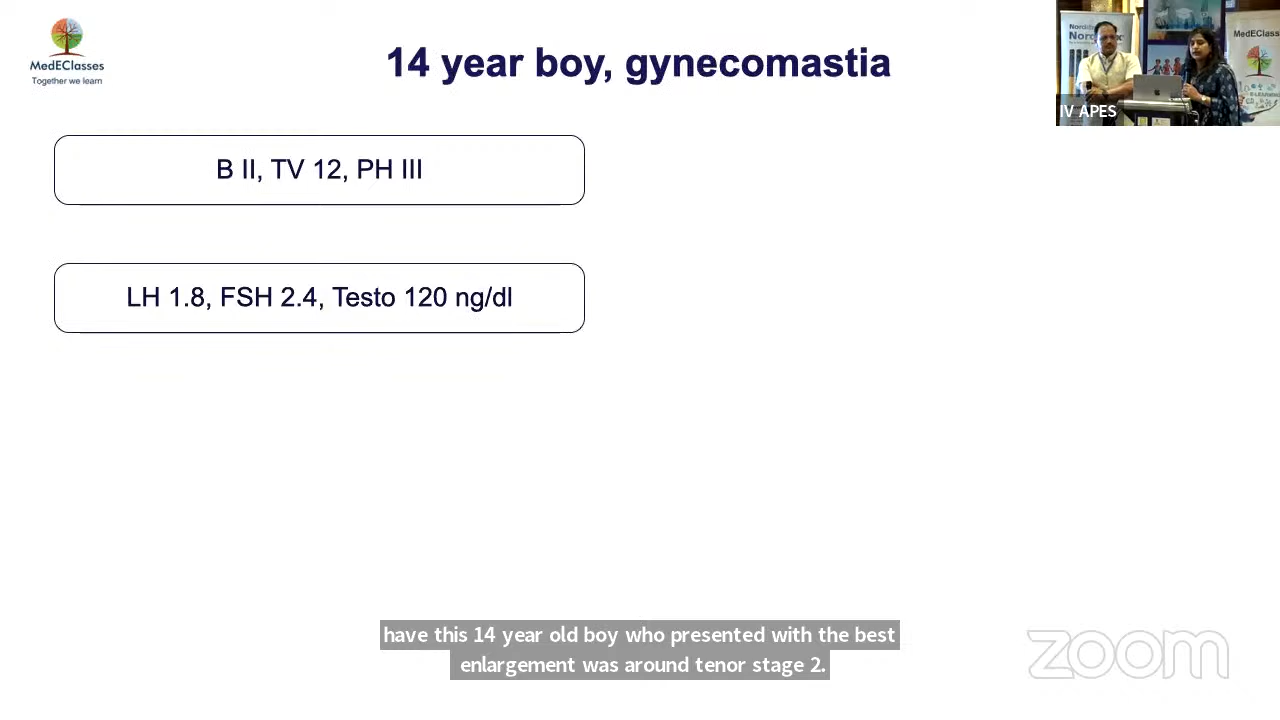 MedEClasses
Together we learn
14 year boy, gynecomastia
B II, TV 12, PH III
LH 1.8, FSH 2.4, Testo 120 ng/dl
MedEClasses
IV APES
have this 14 year old boy who presented with the best
enlargement was around tenor stage 2.
zoom